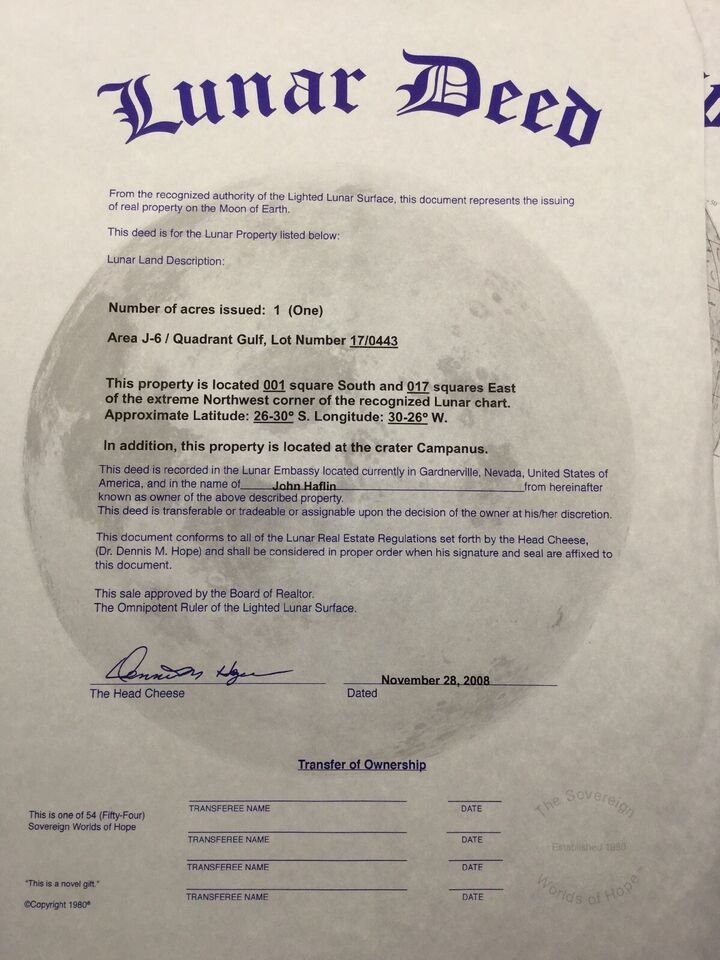 Lunar Deed
From the recognized authority of the Lighted Lunar Surface, this document represents the issuing
of real property on the Moon of Earth.
This deed is for the Lunar Property listed below:
Lunar Land Description:
Number of acres issued: 1 (One)
Area J-6 / Quadrant Gulf, Lot Number 17/0443
This property is located 001 square South and 017 squares East
of the extreme Northwest corner of the recognized Lunar chart.
Approximate Latitude: 26-30º S. Longitude: 30-26º W.
In addition, this property is located at the crater Campanus.
This deed is recorded in the Lunar Embassy located currently in Gardnerville, Nevada, United States of
America, and in the name of John Haflin from hereinafter
known as owner of the above described property.
This deed is transferable or tradeable or assignable upon the decision of the owner at his/her discretion.
This document conforms to all of the Lunar Real Estate Regulations set forth by the Head Cheese,
(Dr. Dennis M. Hope) and shall be considered in proper order when his signature and seal are affixed to
this document.
This sale approved by the Board of Realtor.
The Omnipotent Ruler of the Lighted Lunar Surface.
Dennis M Hope
November 28, 2008
The Head Cheese
Dated
Transfer of Ownership
This is one of 54 (Fifty-Four)
Sovereign Worlds of Hope
"This is a novel gift."
©Copyright 1980®
TRANSFEREE NAME DATE
TRANSFEREE NAME DATE
TRANSFEREE NAME DATE
TRANSFEREE NAME DATE
The Sovereign
Established 1980
Worlds of Hope